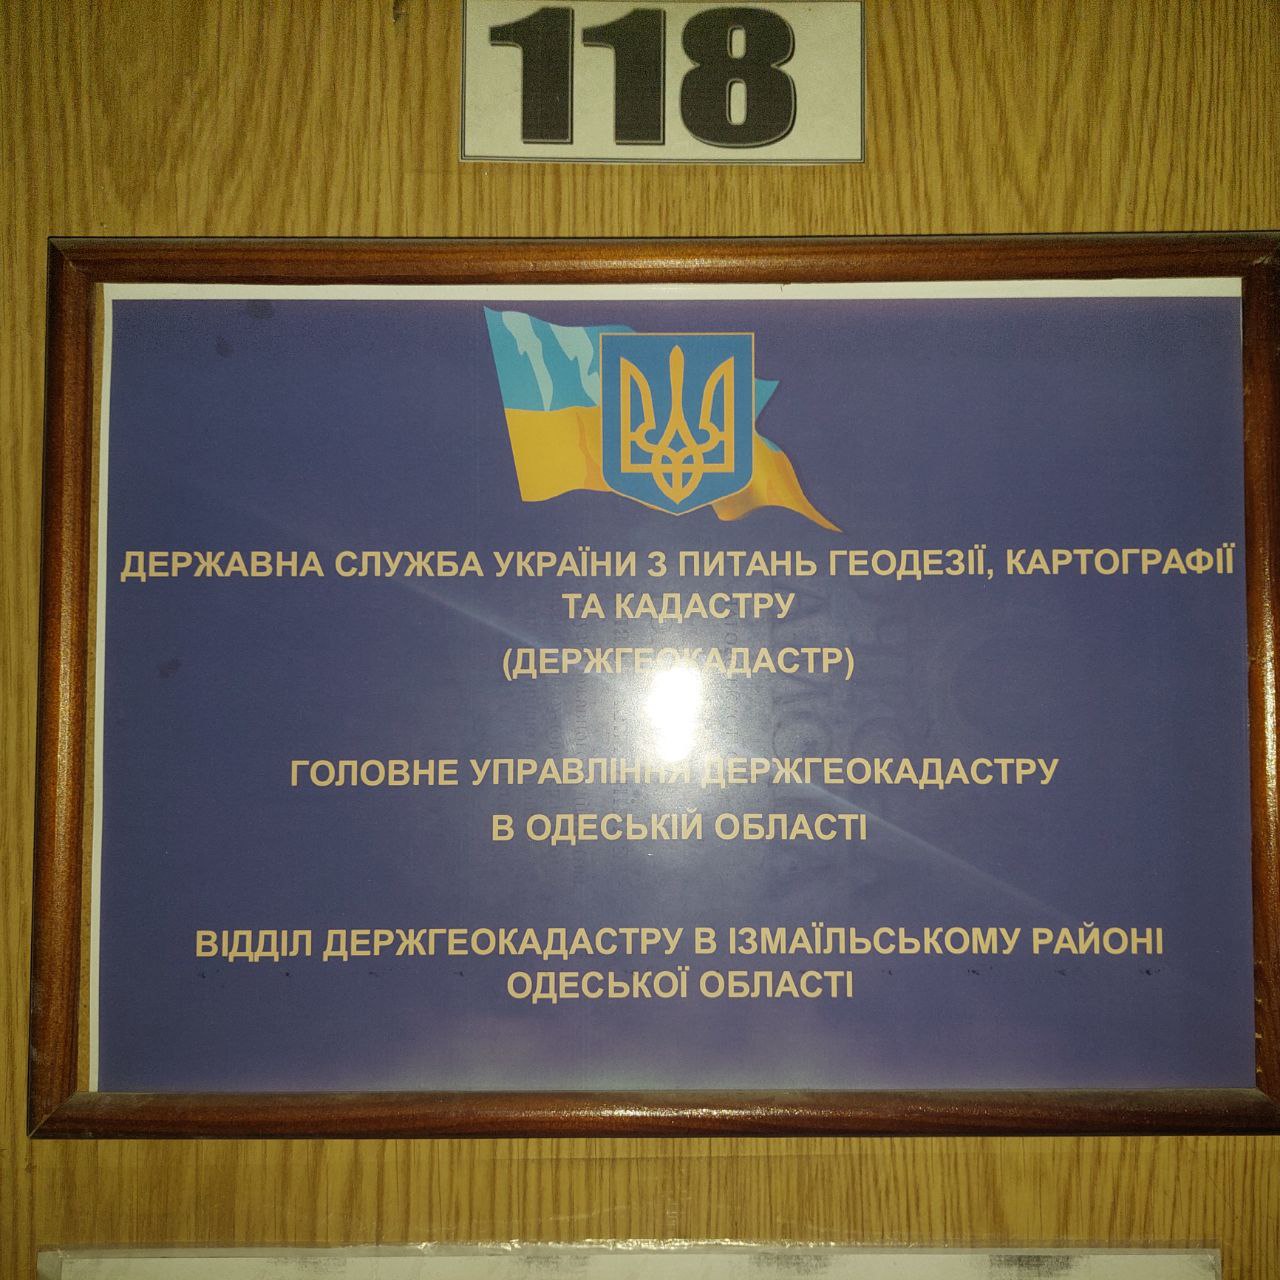 118
ДЕРЖАВНА СЛУЖБА УКРАЇНИ З ПИТАНЬ ГЕОДЕЗІЇ, КАРТОГРАФІЇ
ТА КАДАСТРУ
(ДЕРЖГЕОКАДАСТР)
ГОЛОВНЕ УПРАВЛІННЯ ДЕРЖГЕОКАДАСТРУ
В ОДЕСЬКІЙ ОБЛАСТІ
ВІДДІЛ ДЕРЖГЕОКАДАСТРУ В ІЗМАЇЛЬСЬКОМУ РАЙОНІ
ОДЕСЬКОЇ ОБЛАСТІ